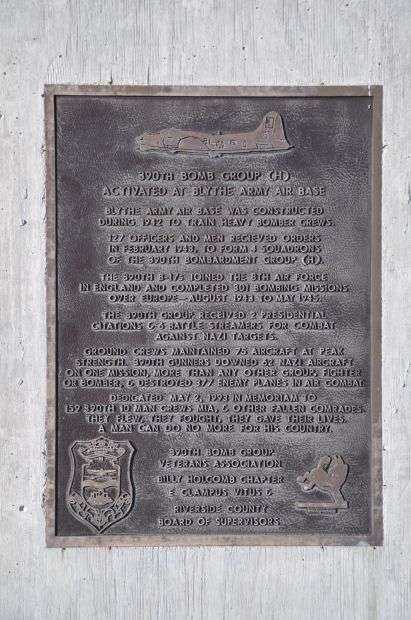 390TH BOMB GROUP (H)
ACTIVATED AT BLYTHE ARMY AIR BASE
BLYTHE ARMY AIR BASE WAS CONSTRUCTED
DURING 1942 TO TRAIN HEAVY BOMBER CREWS.
127 OFFICERS AND MEN RECIEVED ORDERS
IN FEBRUARY 1943, TO FORM 4 SQUADRONS
OF THE 390TH BOMBARDMENT GROUP (H).
THE 390TH B-17'S JOINED THE 8TH AIR FORCE
IN ENGLAND AND COMPLETED 301 BOMBING MISSIONS
OVER EUROPE-AUGUST 1943 TO MAY 1945.
THE 390TH GROUP RECEIVED 2 PRESIDENTIAL
CITATIONS & 6 BATTLE STREAMERS FOR COMBAT
AGAINST NAZI TARGETS.
GROUND CREWS MAINTAINED 75 AIRCRAFT AT PEAK
STRENGTH. 390TH GUNNERS DOWNED 62 NAZI AIRCRAFT
ON ONE MISSION, MORE THAN ANY OTHER GROUP, FIGHTER
OR BOMBER, & DESTROYED 377 ENEMY PLANES IN AIR COMBAT.
DEDICATED MAY 2, 1993 IN MEMORIAM TO
159 390TH 10 MAN CREWS MIA, & OTHER FALLEN COMRADES.
THEY FLEW, THEY FOUGHT, THEY GAVE THEIR LIVES.
A MAN CAN DO NO MORE FOR HIS COUNTRY.
390TH BOMB GROUP
VETERANS ASSOCIATION
BILLY HOLCOMB CHAPTER
E CLAMPUS VITUS &
RIVERSIDE COUNTY
BOARD OF SUPERVISORS